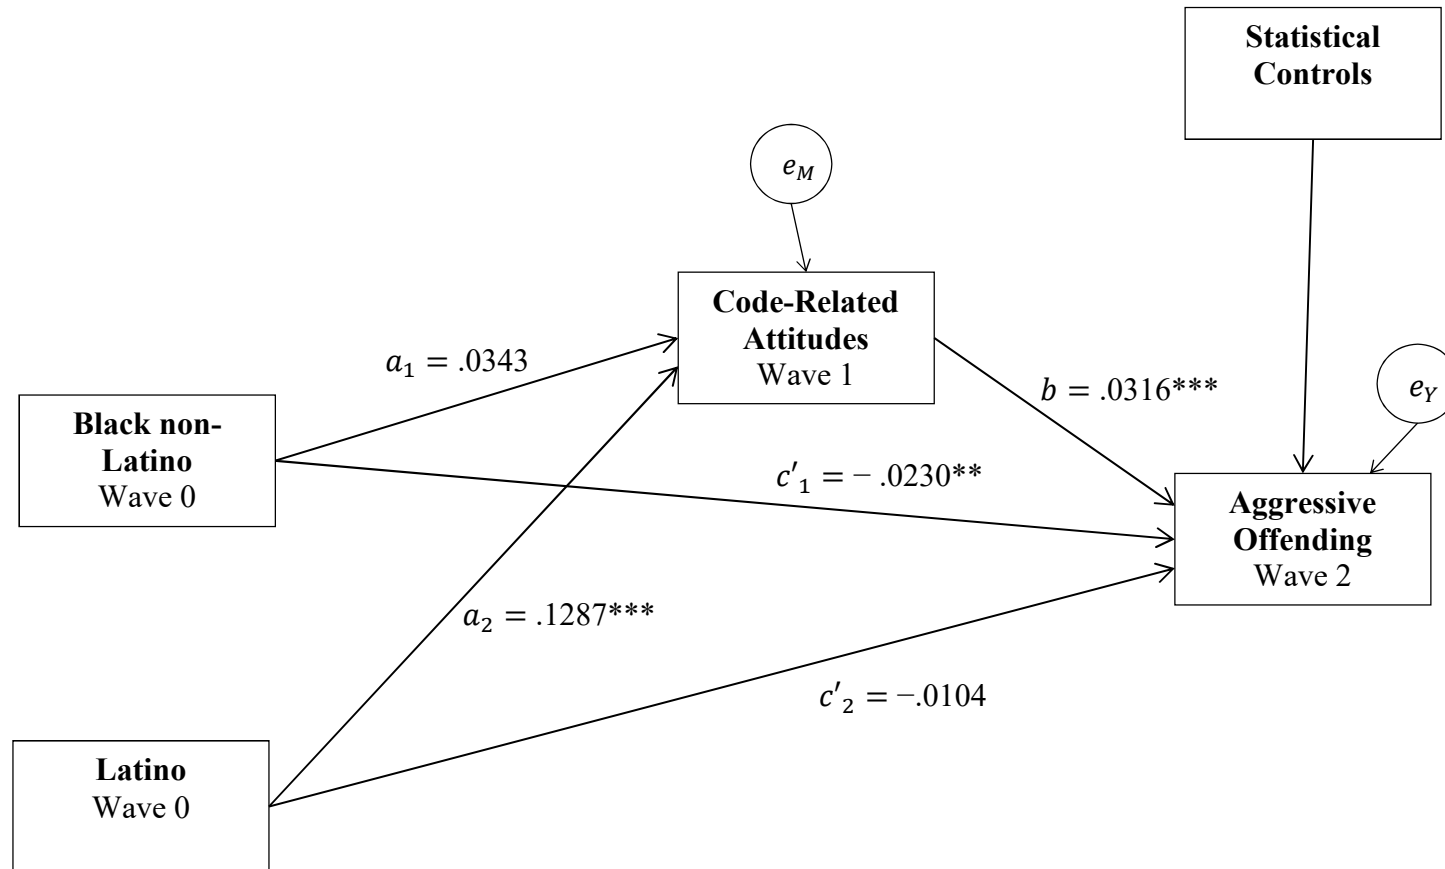 Statistical
Controls
e_M
Code-Related
Attitudes
Wave 1
a₁ = .0343
b = .0316***
e_Y
Black non-
Latino
Wave 0
c′₁ = − .0230**
Aggressive
Offending
Wave 2
a₂ = .1287***
c′₂ = −.0104
Latino
Wave 0